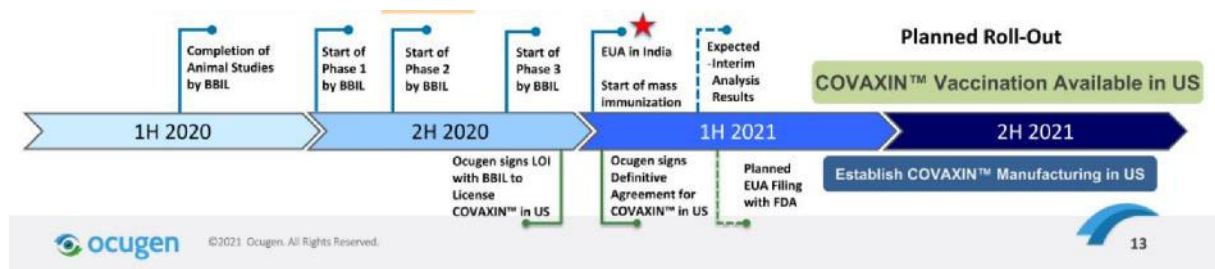 Completion of
Animal Studies
by BBIL
Start of
Phase 1
by BBIL
Start of
Phase 2
by BBIL
Start of
Phase 3
by BBIL
EUA in India
Start of mass
immunization
Expected
-Interim
Analysis
Results
Planned Roll-Out
COVAXIN™ Vaccination Available in US
1H 2020
2H 2020
1H 2021
2H 2021
Ocugen signs LOI
with BBIL to
License
COVAXIN™ in US
Ocugen signs
Definitive
Agreement for
COVAXIN™ in US
Planned
EUA Filing
with FDA
Establish COVAXIN™ Manufacturing in US
ocugen
©2021 Ocugen. All Rights Reserved.
13